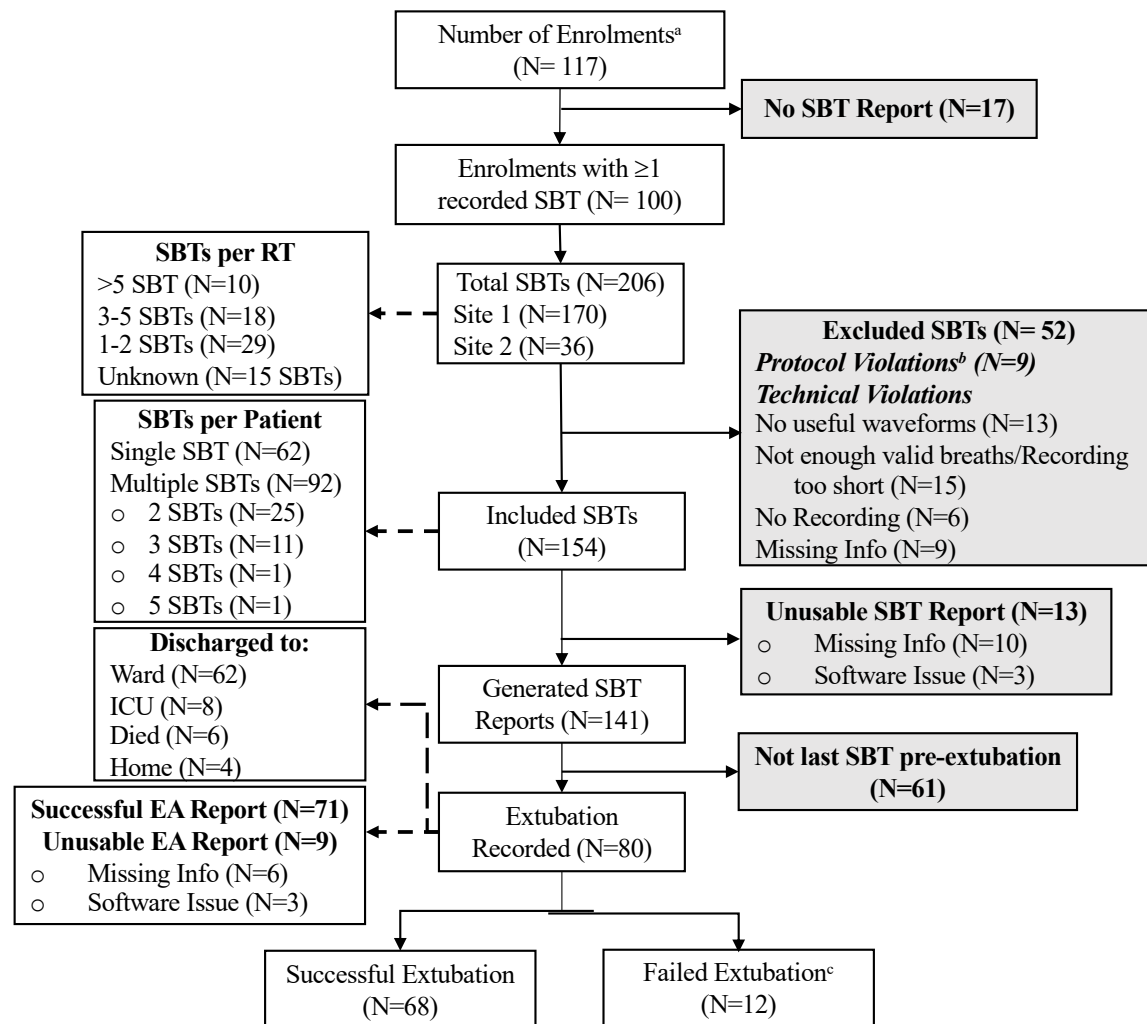 Number of Enrolmentsᵃ
(N= 117)
No SBT Report (N=17)
Enrolments with ≥1
recorded SBT (N= 100)
SBTs per RT
>5 SBT (N=10)
3-5 SBTs (N=18)
1-2 SBTs (N=29)
Unknown (N=15 SBTs)
Total SBTs (N=206)
Site 1 (N=170)
Site 2 (N=36)
Excluded SBTs (N= 52)
Protocol Violationsᵇ (N=9)
Technical Violations
No useful waveforms (N=13)
Not enough valid breaths/Recording
too short (N=15)
No Recording (N=6)
Missing Info (N=9)
SBTs per Patient
Single SBT (N=62)
Multiple SBTs (N=92)
o 2 SBTs (N=25)
o 3 SBTs (N=11)
o 4 SBTs (N=1)
o 5 SBTs (N=1)
Included SBTs
(N=154)
Unusable SBT Report (N=13)
o Missing Info (N=10)
o Software Issue (N=3)
Discharged to:
Ward (N=62)
ICU (N=8)
Died (N=6)
Home (N=4)
Generated SBT
Reports (N=141)
Not last SBT pre-extubation
(N=61)
Successful EA Report (N=71)
Unusable EA Report (N=9)
o Missing Info (N=6)
o Software Issue (N=3)
Extubation
Recorded (N=80)
Successful Extubation
(N=68)
Failed Extubationᶜ
(N=12)